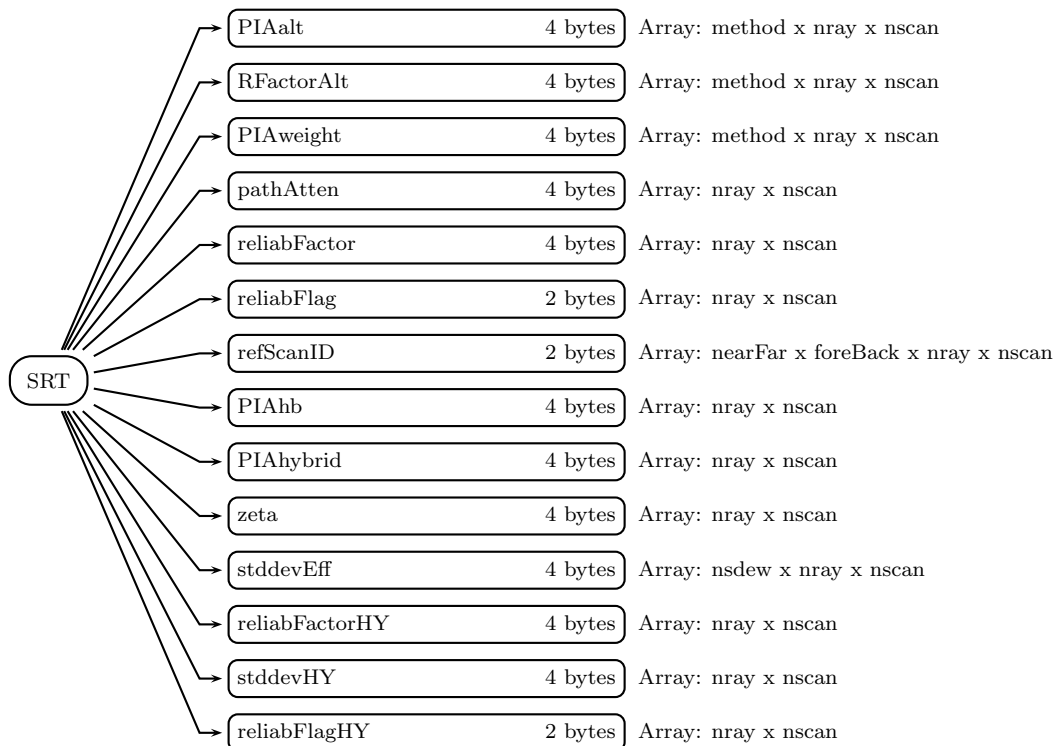 PIAalt 4 bytes Array: method x nray x nscan
RFactorAlt 4 bytes Array: method x nray x nscan
PIAweight 4 bytes Array: method x nray x nscan
pathAtten 4 bytes Array: nray x nscan
reliabFactor 4 bytes Array: nray x nscan
reliabFlag 2 bytes Array: nray x nscan
refScanID 2 bytes Array: nearFar x foreBack x nray x nscan
SRT
PIAhb 4 bytes Array: nray x nscan
PIAhybrid 4 bytes Array: nray x nscan
zeta 4 bytes Array: nray x nscan
stddevEff 4 bytes Array: nsdew x nray x nscan
reliabFactorHY 4 bytes Array: nray x nscan
stddevHY 4 bytes Array: nray x nscan
reliabFlagHY 2 bytes Array: nray x nscan